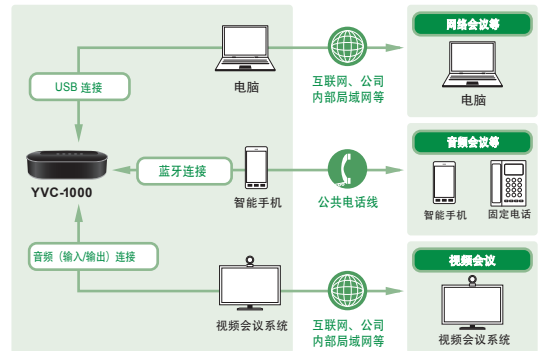 网络会议等
电脑
USB 连接
互联网、公司
内部局域网等
电脑
音频会议等
蓝牙连接
YVC-1000
智能手机
公共电话线
智能手机
固定电话
音频（输入/输出）连接
视频会议
视频会议系统
互联网、公司
内部局域网等
视频会议系统